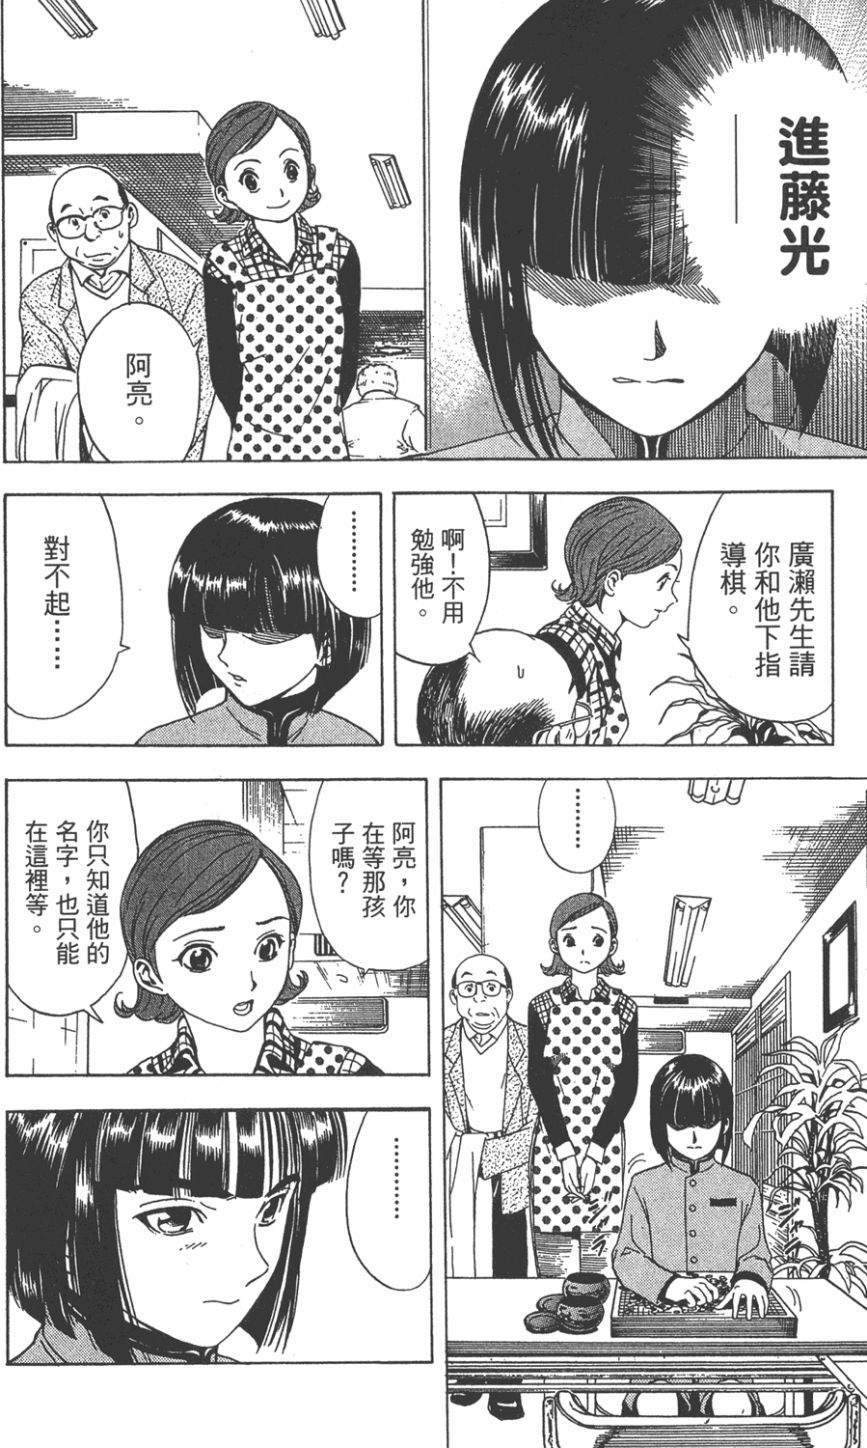 ——進藤光
阿亮。
廣瀨先生請
你和他下指
導棋。
啊！不用
勉強他。
………
對不起……
………
阿亮，你
在等那孩
子嗎？
你只知道他的
名字，也只能
在這裡等。
………